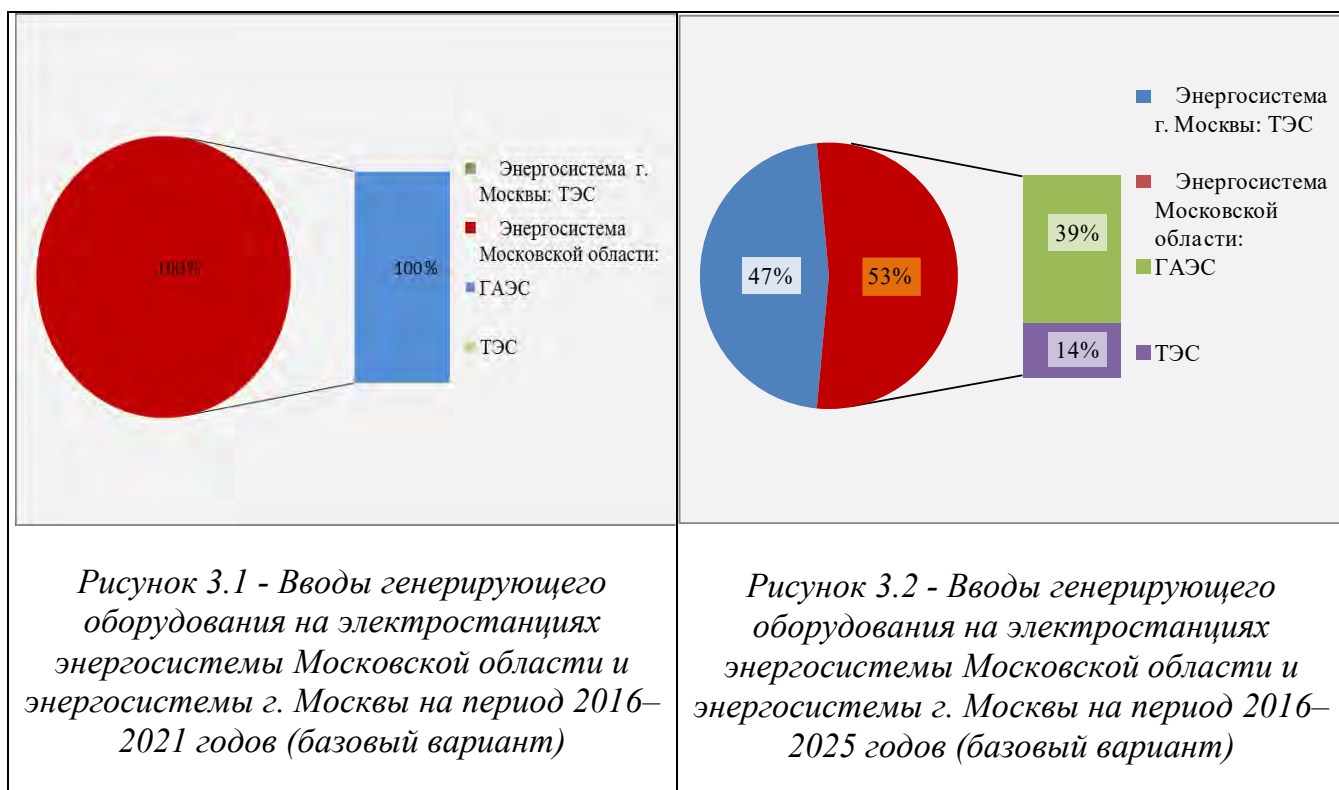 100%
100%
Энергосистема г.
Москвы: ТЭС
Энергосистема
Московской области:
ГАЭС
ТЭС
Рисунок 3.1 - Вводы генерирующего
оборудования на электростанциях
энергосистемы Московской области и
энергосистемы г. Москвы на период 2016–
2021 годов (базовый вариант)
47%
53%
39%
14%
Энергосистема
г. Москвы: ТЭС
Энергосистема
Московской
области:
ГАЭС
ТЭС
Рисунок 3.2 - Вводы генерирующего
оборудования на электростанциях
энергосистемы Московской области и
энергосистемы г. Москвы на период 2016–
2025 годов (базовый вариант)